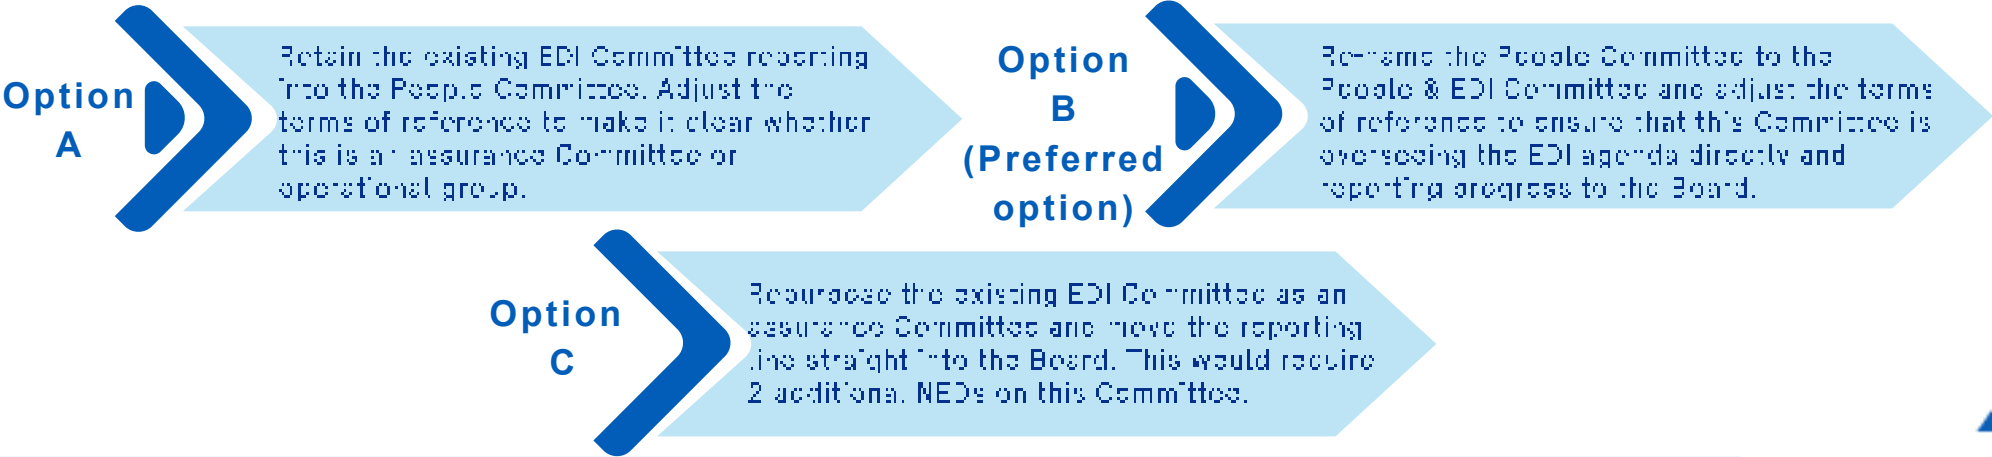 Option
A
Retain the existing EDI Committee reporting
into the People Committee. Adjust the
terms of reference to make it clear whether
this is an assurance Committee or
operational group.
Option
B
(Preferred
option)
Re-name the People Committee to the
People & EDI Committee and adjust the terms
of reference to ensure that this Committee is
overseeing the EDI agenda directly and
reporting progress to the Board.
Option
C
Repurpose the existing EDI Committee as an
assurance Committee and move the reporting
line straight into the Board. This would require
2 additional NEDs on this Committee.